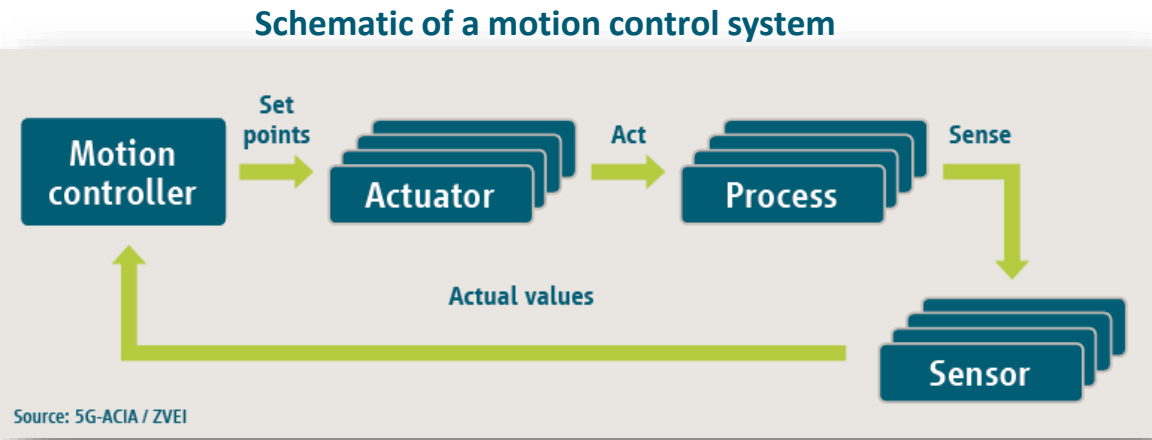 Schematic of a motion control system
Set
points
Act
Sense
Motion
controller
Actuator
Process
Actual values
Sensor
Source: 5G-ACIA / ZVEI